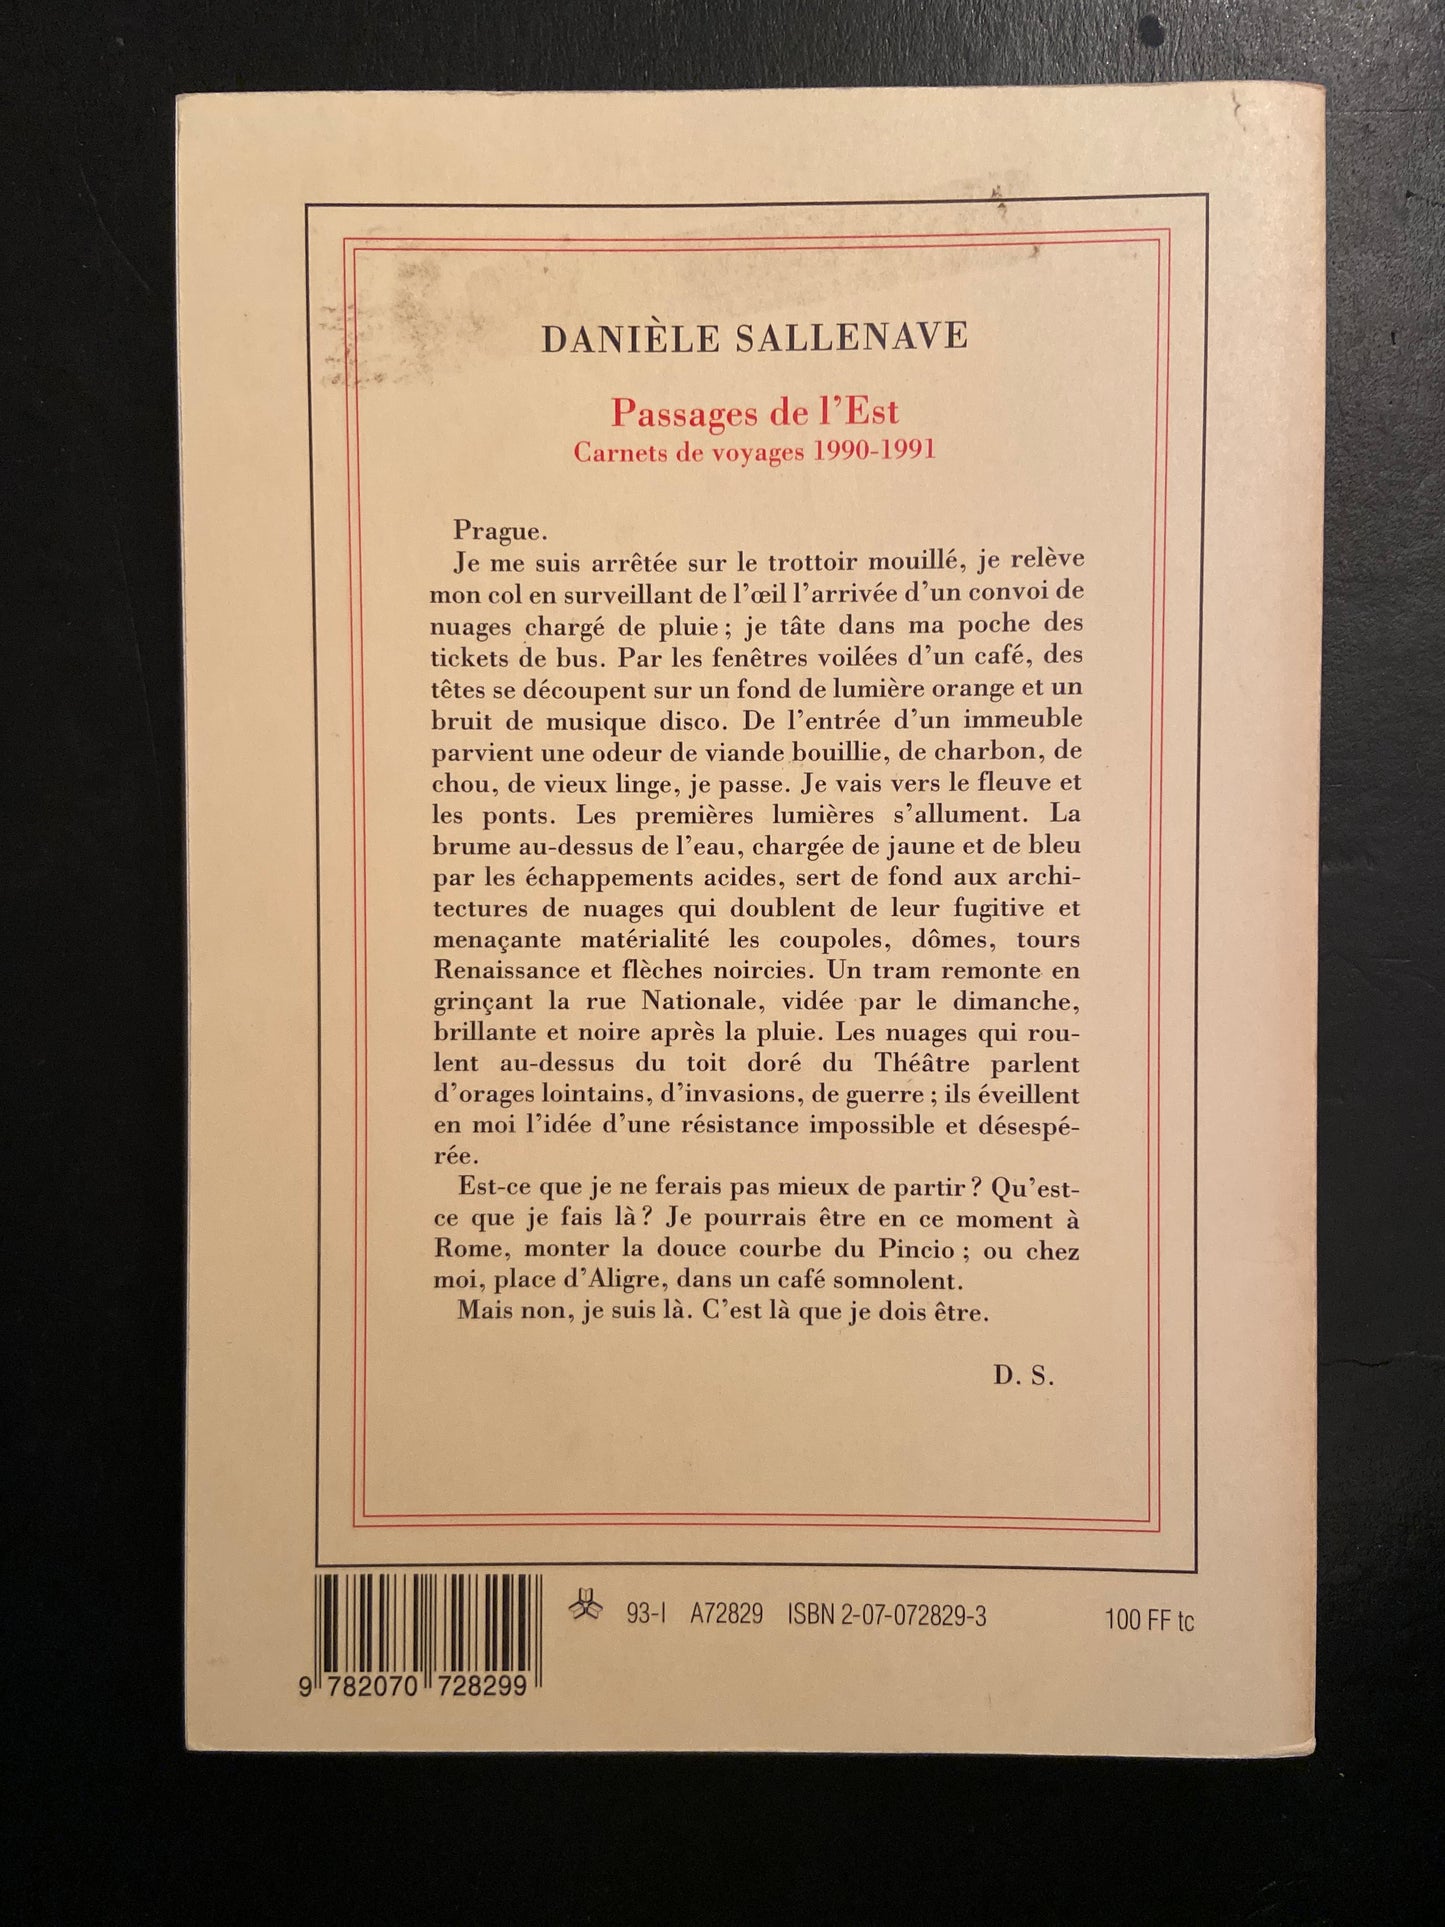 DANIÈLE SALLENAVE
Passages de l'Est
Carnets de voyages 1990-1991
Prague.
Je me suis arrêtée sur le trottoir mouillé, je relève
mon col en surveillant de l'œil l'arrivée d'un convoi de
nuages chargé de pluie ; je tâte dans ma poche des
tickets de bus. Par les fenêtres voilées d'un café, des
têtes se découpent sur un fond de lumière orange et un
bruit de musique disco. De l'entrée d'un immeuble
parvient une odeur de viande bouillie, de charbon, de
chou, de vieux linge, je passe. Je vais vers le fleuve et
les ponts. Les premières lumières s'allument. La
brume au-dessus de l'eau, chargée de jaune et de bleu
par les échappements acides, sert de fond aux archi-
tectures de nuages qui doublent de leur fugitive et
menaçante matérialité les coupoles, dômes, tours
Renaissance et flèches noircies. Un tram remonte en
grinçant la rue Nationale, vidée par le dimanche,
brillante et noire après la pluie. Les nuages qui rou-
lent au-dessus du toit doré du Théâtre parlent
d'orages lointains, d'invasions, de guerre ; ils éveillent
en moi l'idée d'une résistance impossible et désespé-
rée.
Est-ce que je ne ferais pas mieux de partir ? Qu'est-
ce que je fais là ? Je pourrais être en ce moment à
Rome, monter la douce courbe du Pincio ; ou chez
moi, place d'Aligre, dans un café somnolent.
Mais non, je suis là. C'est là que je dois être.
D. S.
93-I A72829 ISBN 2-07-072829-3 100 FF tc
9 782070 728299